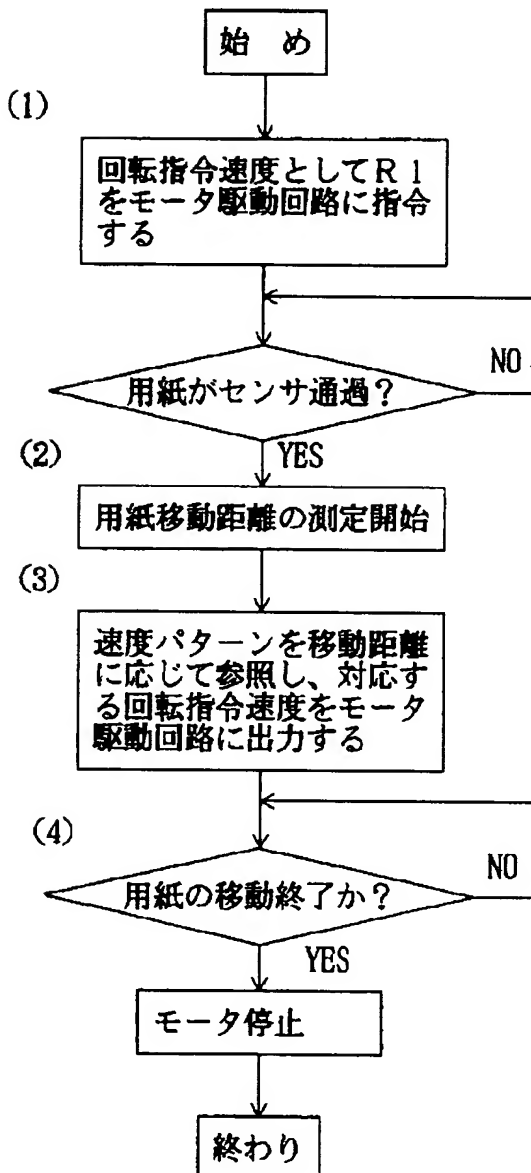 始　め
(1)
回転指令速度としてR1
をモータ駆動回路に指令
する
NO
用紙がセンサ通過？
(2)
YES
用紙移動距離の測定開始
(3)
速度パターンを移動距離
に応じて参照し、対応す
る回転指令速度をモータ
駆動回路に出力する
(4)
NO
用紙の移動終了か？
YES
モータ停止
終わり